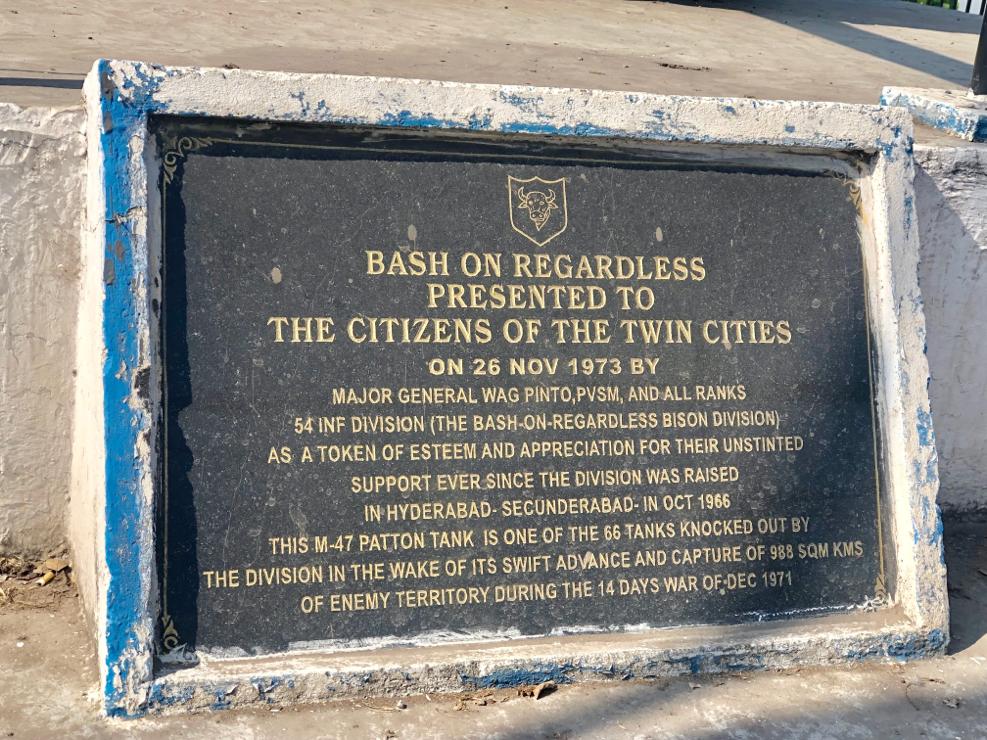 BASH ON REGARDLESS
PRESENTED TO
THE CITIZENS OF THE TWIN CITIES
ON 26 NOV 1973 BY
MAJOR GENERAL WAG PINTO,PVSM, AND ALL RANKS
54 INF DIVISION (THE BASH-ON-REGARDLESS BISON DIVISION)
AS A TOKEN OF ESTEEM AND APPRECIATION FOR THEIR UNSTINTED
SUPPORT EVER SINCE THE DIVISION WAS RAISED
IN HYDERABAD- SECUNDERABAD- IN OCT 1966
THIS M-47 PATTON TANK IS ONE OF THE 66 TANKS KNOCKED OUT BY
THE DIVISION IN THE WAKE OF ITS SWIFT ADVANCE AND CAPTURE OF 988 SQM KMS
OF ENEMY TERRITORY DURING THE 14 DAYS WAR OF DEC 1971